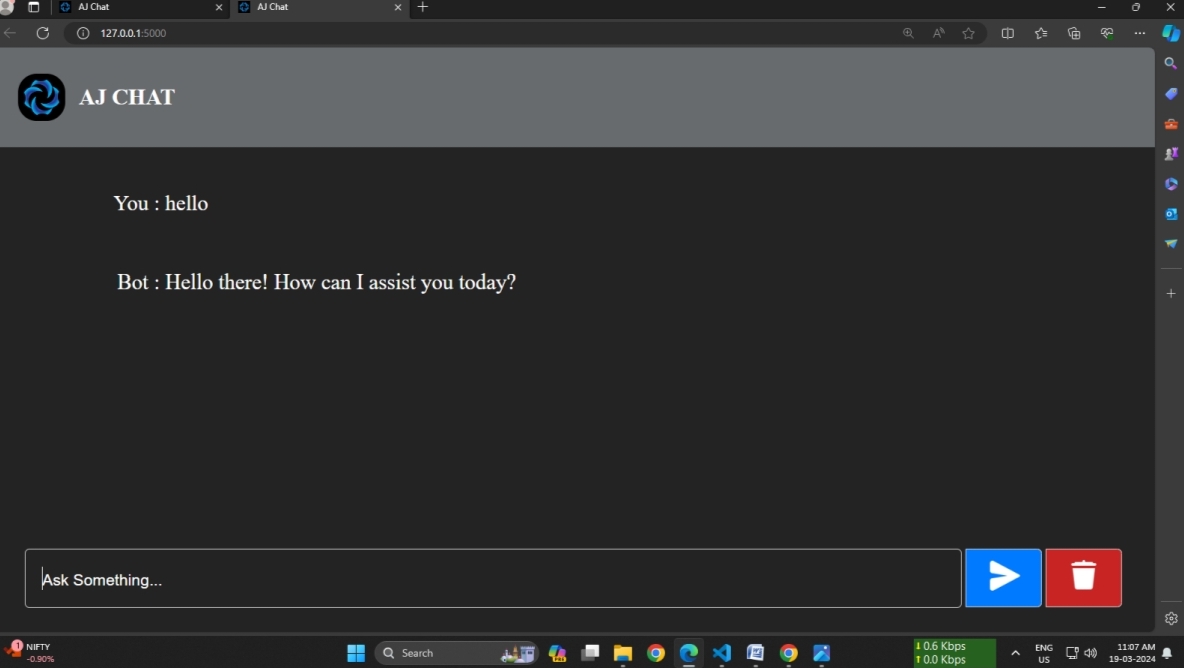 AJ Chat
AJ Chat
127.0.0.1:5000
AJ CHAT
You : hello
Bot : Hello there! How can I assist you today?
Ask Something...
1
NIFTY
-0.90%
Search
0.6 Kbps
0.0 Kbps
ENG
US
11:07 AM
19-03-2024